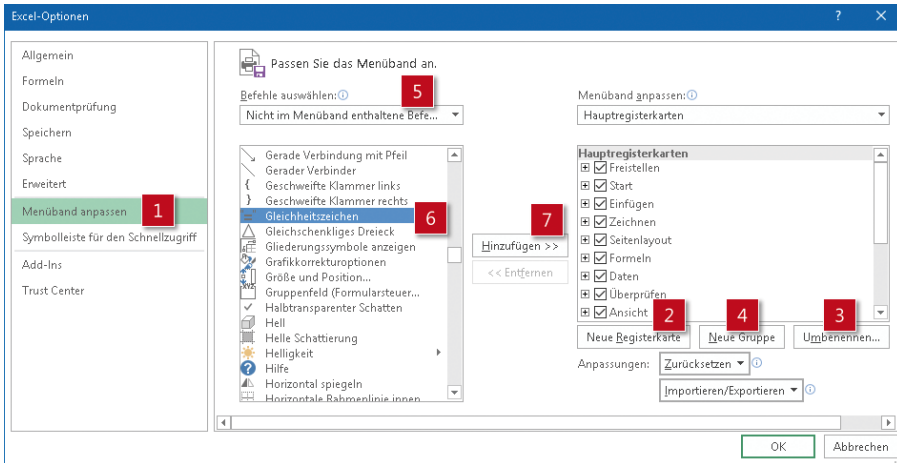 Excel-Optionen ? ✕
Allgemein
Formeln
Dokumentprüfung
Speichern
Sprache
Erweitert
Menüband anpassen 1
Symbolleiste für den Schnellzugriff
Add-Ins
Trust Center
Passen Sie das Menüband an.
Befehle auswählen: 5
Nicht im Menüband enthaltene Befe...
Gerade Verbindung mit Pfeil
Gerader Verbinder
{ Geschweifte Klammer links
} Geschweifte Klammer rechts
= Gleichheitszeichen 6
Gleichschenkliges Dreieck
Gliederungssymbole anzeigen
Grafikkorrekturoptionen
Größe und Position...
Gruppenfeld (Formularsteuer...
Halbtransparenter Schatten
Hell
Helle Schattierung
Helligkeit
Hilfe
Horizontal spiegeln
Horizontale Rahmenlinie innen
7
Hinzufügen >>
<< Entfernen
Menüband anpassen:
Hauptregisterkarten
Hauptregisterkarten
Freistellen
Start
Einfügen
Zeichnen
Seitenlayout
Formeln
Daten
Überprüfen
Ansicht
2 4 3
Neue Registerkarte Neue Gruppe Umbenennen...
Anpassungen: Zurücksetzen
Importieren/Exportieren
OK Abbrechen